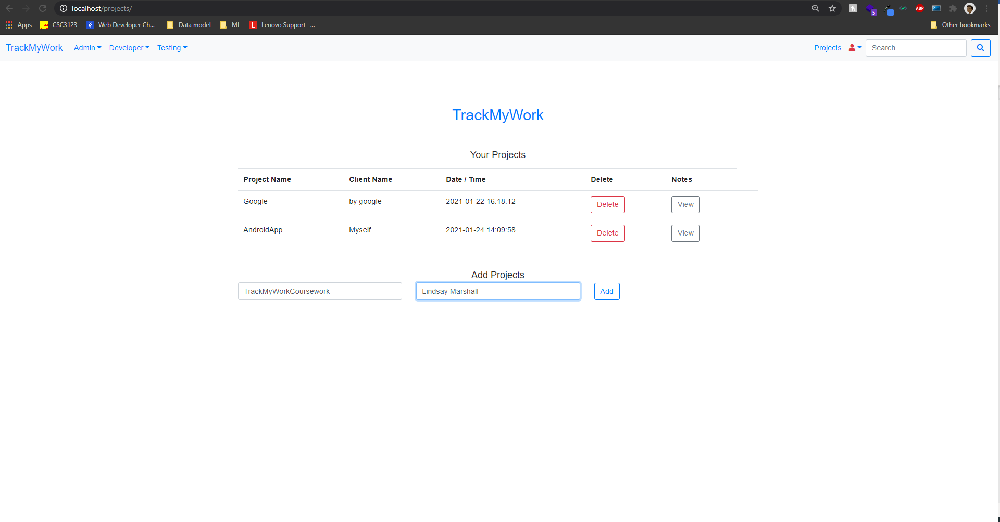 localhost/projects/
5
ABP
Apps
CSC3123
Web Developer Ch...
Data model
ML
L
Lenovo Support –...
Other bookmarks
TrackMyWork Admin Developer Testing Projects Search
TrackMyWork
Your Projects
Project Name Client Name Date / Time Delete Notes
Google by google 2021-01-22 16:18:12 Delete View
AndroidApp Myself 2021-01-24 14:09:58 Delete View
Add Projects
TrackMyWorkCoursework Lindsay Marshall Add